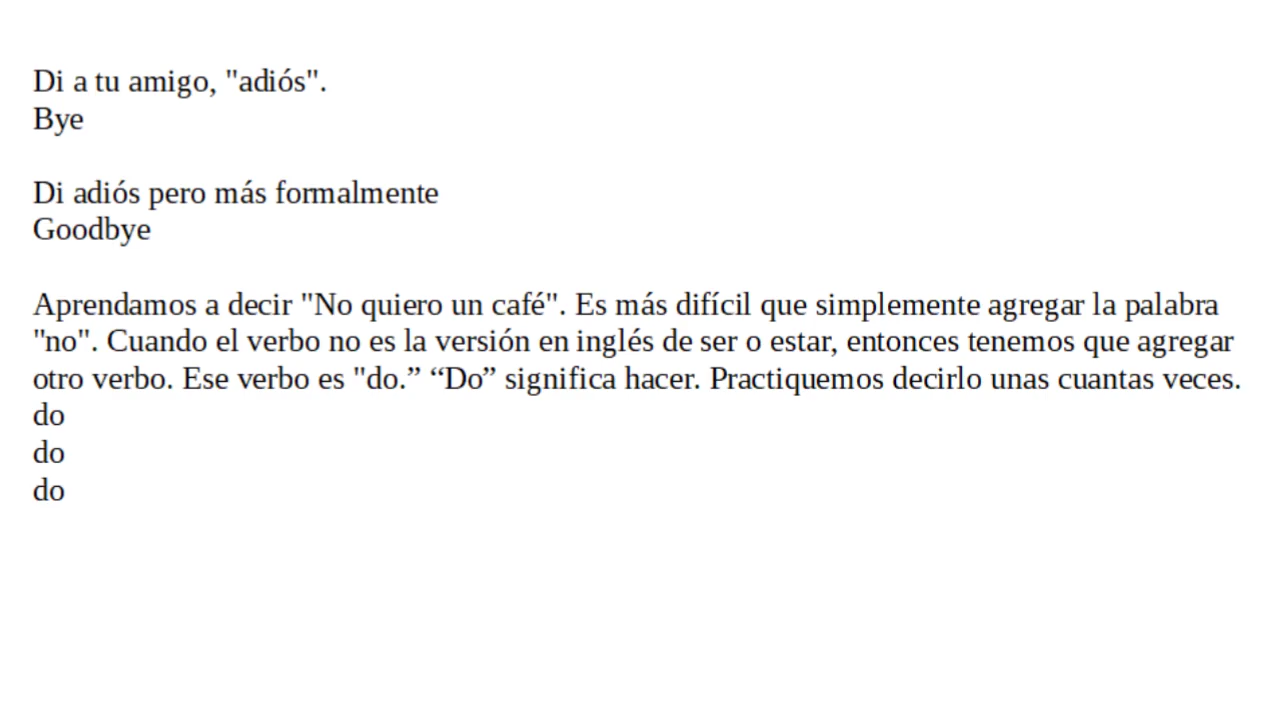 Di a tu amigo, "adiós".
Bye
Di adiós pero más formalmente
Goodbye
Aprendamos a decir "No quiero un café". Es más difícil que simplemente agregar la palabra
"no". Cuando el verbo no es la versión en inglés de ser o estar, entonces tenemos que agregar
otro verbo. Ese verbo es "do.” “Do” significa hacer. Practiquemos decirlo unas cuantas veces.
do
do
do